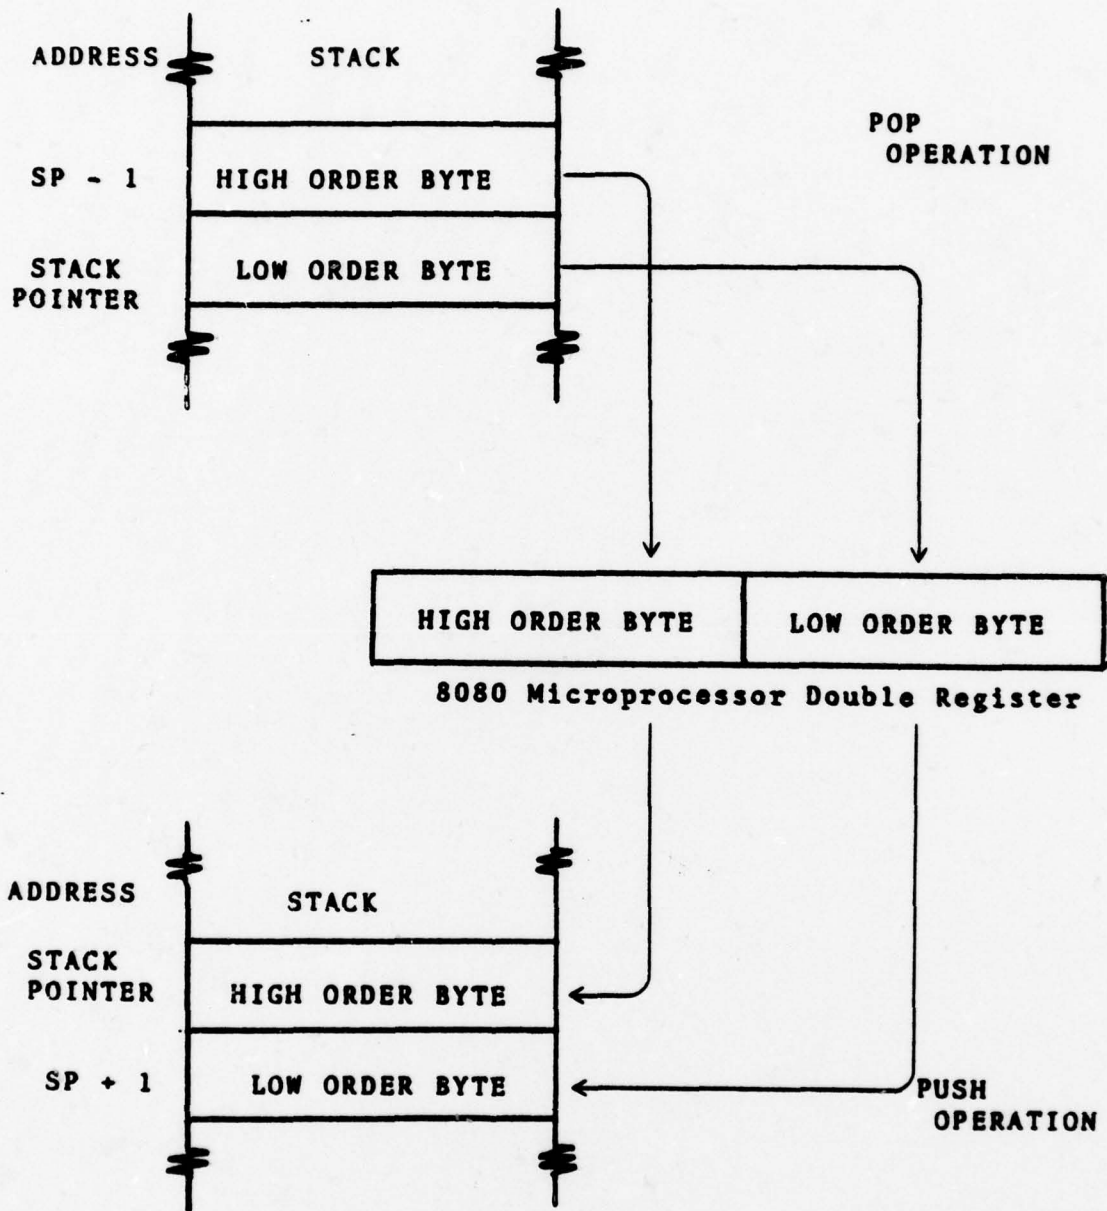 ADDRESS STACK
POP
OPERATION
SP - 1 HIGH ORDER BYTE
STACK
POINTER
LOW ORDER BYTE
HIGH ORDER BYTE LOW ORDER BYTE
8080 Microprocessor Double Register
ADDRESS STACK
STACK
POINTER
HIGH ORDER BYTE
SP + 1 LOW ORDER BYTE
PUSH
OPERATION